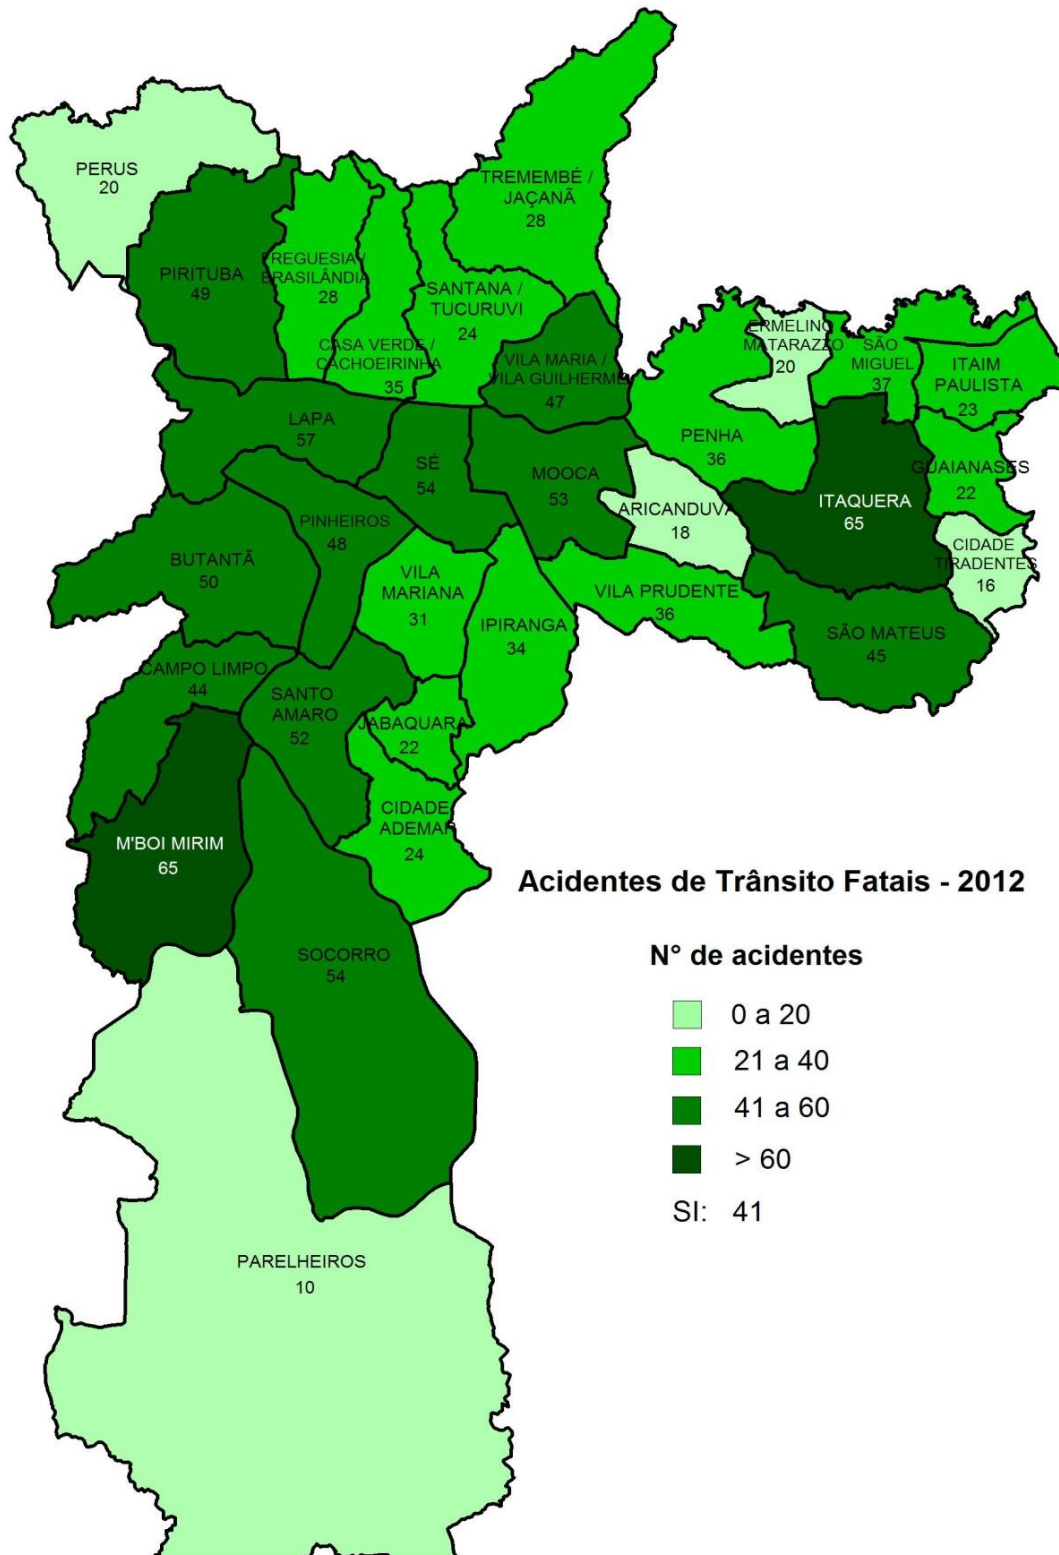 PERUS
20
TREMEMBÉ /
JAÇANÃ
28
PIRITUBA
49
FREGUESIA /
BRASILÂNDIA
28
SANTANA /
TUCURUVI
24
CASA VERDE /
CACHOEIRINHA
35
VILA MARIA /
VILA GUILHERME
47
ERMELINO
MATARAZZO
20
SÃO
MIGUEL
37
ITAIM
PAULISTA
23
LAPA
57
SÉ
54
MOOCA
53
PENHA
36
GUAIANASES
22
ITAQUERA
65
ARICANDUVA
18
PINHEIROS
48
BUTANTÃ
50
CIDADE
TIRADENTES
16
VILA
MARIANA
31
IPIRANGA
34
VILA PRUDENTE
36
SÃO MATEUS
45
CAMPO LIMPO
44
SANTO
AMARO
52
JABAQUARA
22
CIDADE
ADEMAR
24
M'BOI MIRIM
65
SOCORRO
54
PARELHEIROS
10
Acidentes de Trânsito Fatais - 2012
N° de acidentes
0 a 20
21 a 40
41 a 60
> 60
SI: 41